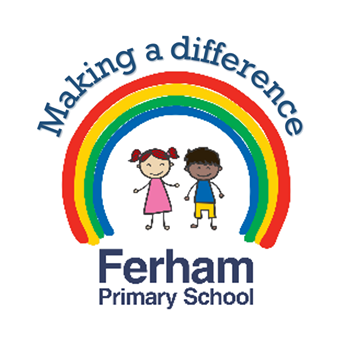 Making a difference
Ferham
Primary School